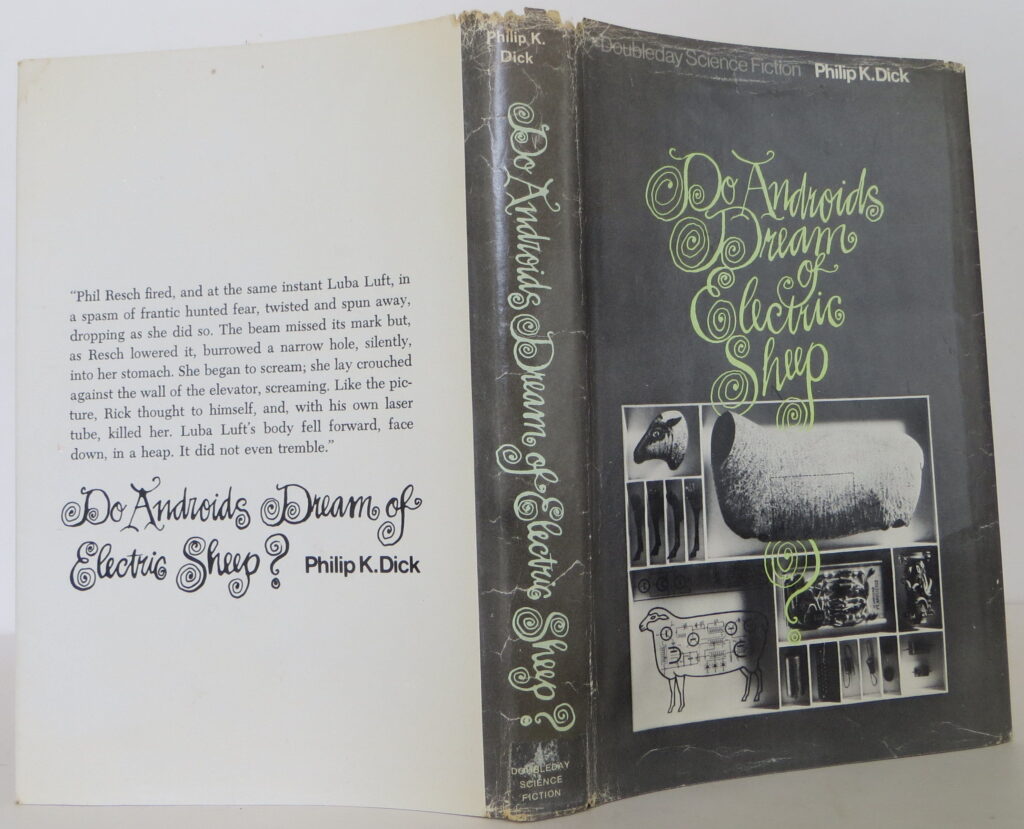 "Phil Resch fired, and at the same instant Luba Luft, in
a spasm of frantic hunted fear, twisted and spun away,
dropping as she did so. The beam missed its mark but,
as Resch lowered it, burrowed a narrow hole, silently,
into her stomach. She began to scream; she lay crouched
against the wall of the elevator, screaming. Like the pic-
ture, Rick thought to himself, and, with his own laser
tube, killed her. Luba Luft's body fell forward, face
down, in a heap. It did not even tremble."
Do Androids Dream of
Electric Sheep? Philip K. Dick
Philip K.
Dick
Do Androids Dream of Electric Sheep?
DOUBLEDAY
SCIENCE
FICTION
Doubleday Science Fiction Philip K. Dick
Do Androids
Dream
of
Electric
Sheep
?